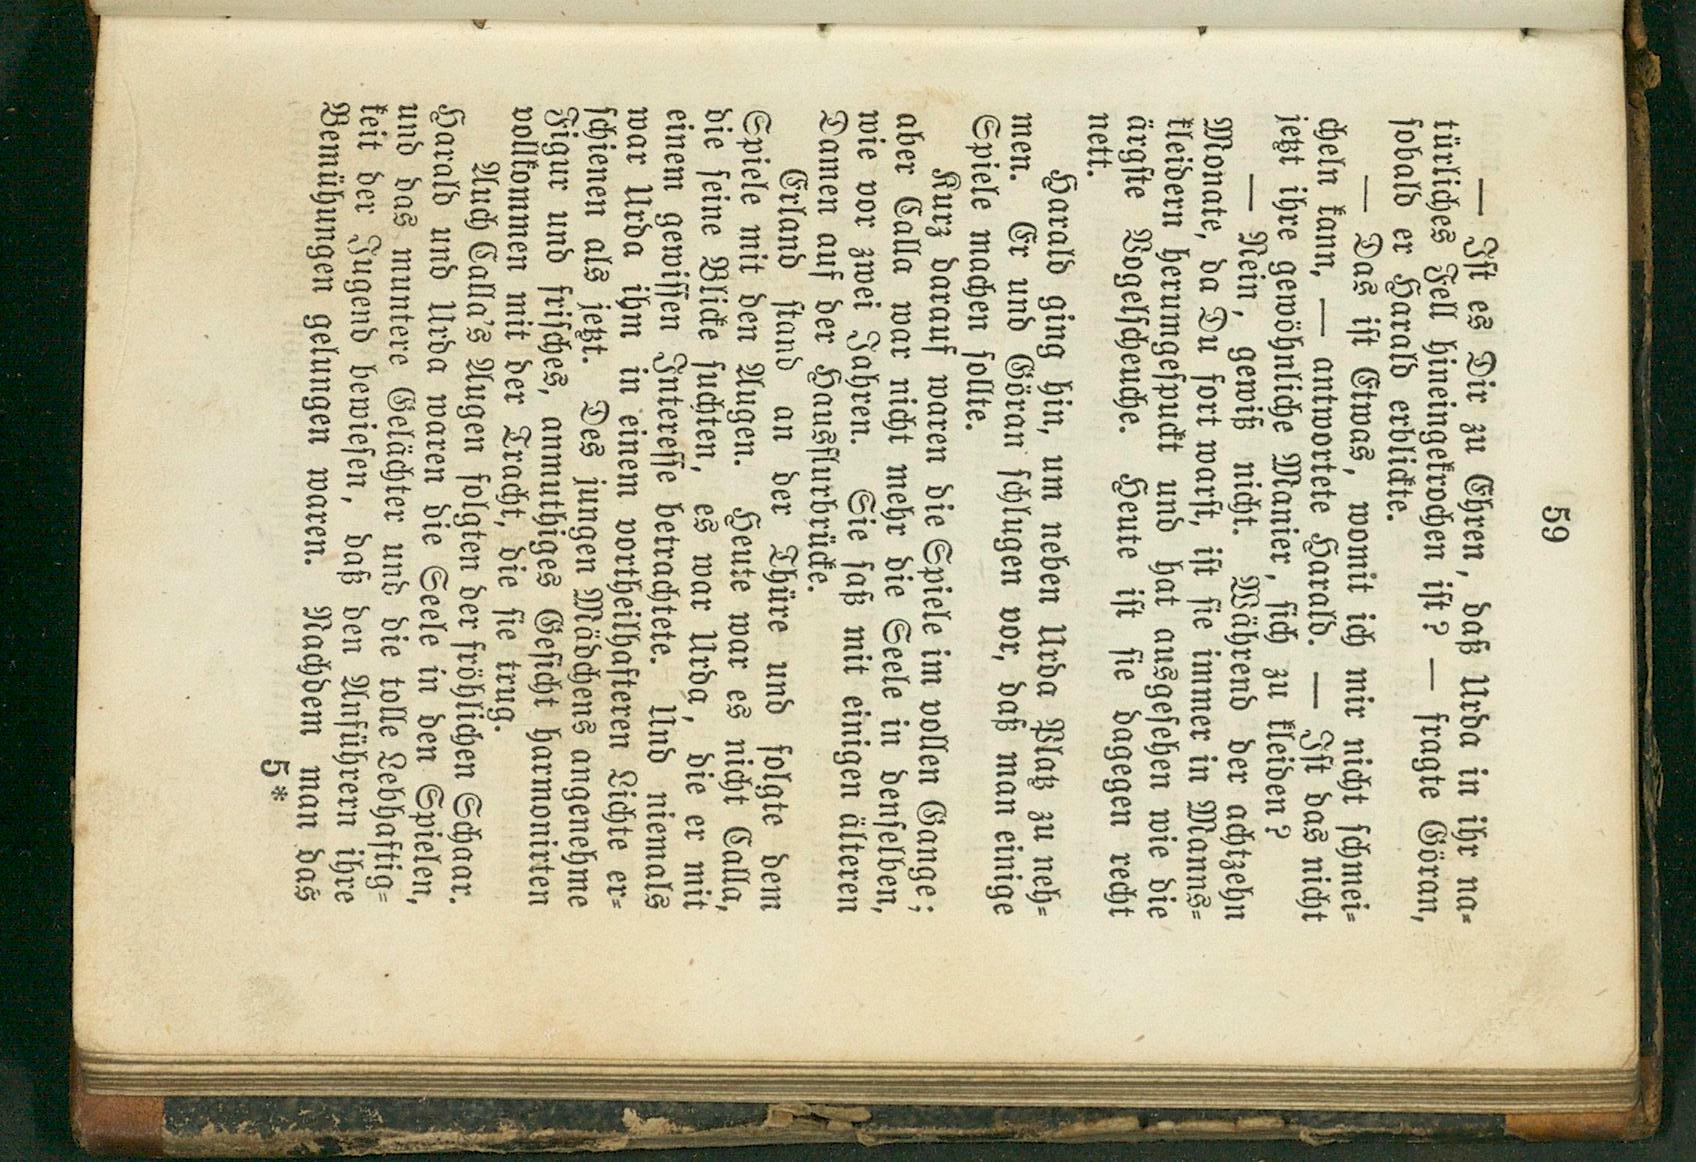 59
— Iſt es Dir zu Ehren, daß Urda in ihr na-
türliches Fell hineingekrochen iſt? — fragte Göran,
ſobald er Harald erblickte.
— Das iſt Etwas, womit ich mir nicht ſchmei-
cheln kann, — antwortete Harald. — Iſt das nicht
jetzt ihre gewöhnliche Manier, ſich zu kleiden?
— Nein, gewiß nicht. Während der achtzehn
Monate, da Du fort warſt, iſt ſie immer in Manns-
kleidern herumgeſpuckt und hat ausgeſehen wie die
ärgſte Vogelſcheuche. Heute iſt ſie dagegen recht
nett.
Harald ging hin, um neben Urda Platz zu neh-
men. Er und Göran ſchlugen vor, daß man einige
Spiele machen ſollte.
Kurz darauf waren die Spiele im vollen Gange;
aber Calla war nicht mehr die Seele in denſelben,
wie vor zwei Jahren. Sie ſaß mit einigen älteren
Damen auf der Hausflurbrücke.
Erland ſtand an der Thüre und folgte dem
Spiele mit den Augen. Heute war es nicht Calla,
die ſeine Blicke ſuchten, es war Urda, die er mit
einem gewiſſen Intereſſe betrachtete. Und niemals
war Urda ihm in einem vortheilhafteren Lichte er-
ſchienen als jetzt. Des jungen Mädchens angenehme
Figur und friſches, anmuthiges Geſicht harmonirten
vollkommen mit der Tracht, die ſie trug.
Auch Calla's Augen folgten der fröhlichen Schaar.
Harald und Urda waren die Seele in den Spielen,
und das muntere Gelächter und die tolle Lebhaftig-
keit der Jugend bewieſen, daß den Anführern ihre
Bemühungen gelungen waren. Nachdem man das
5*